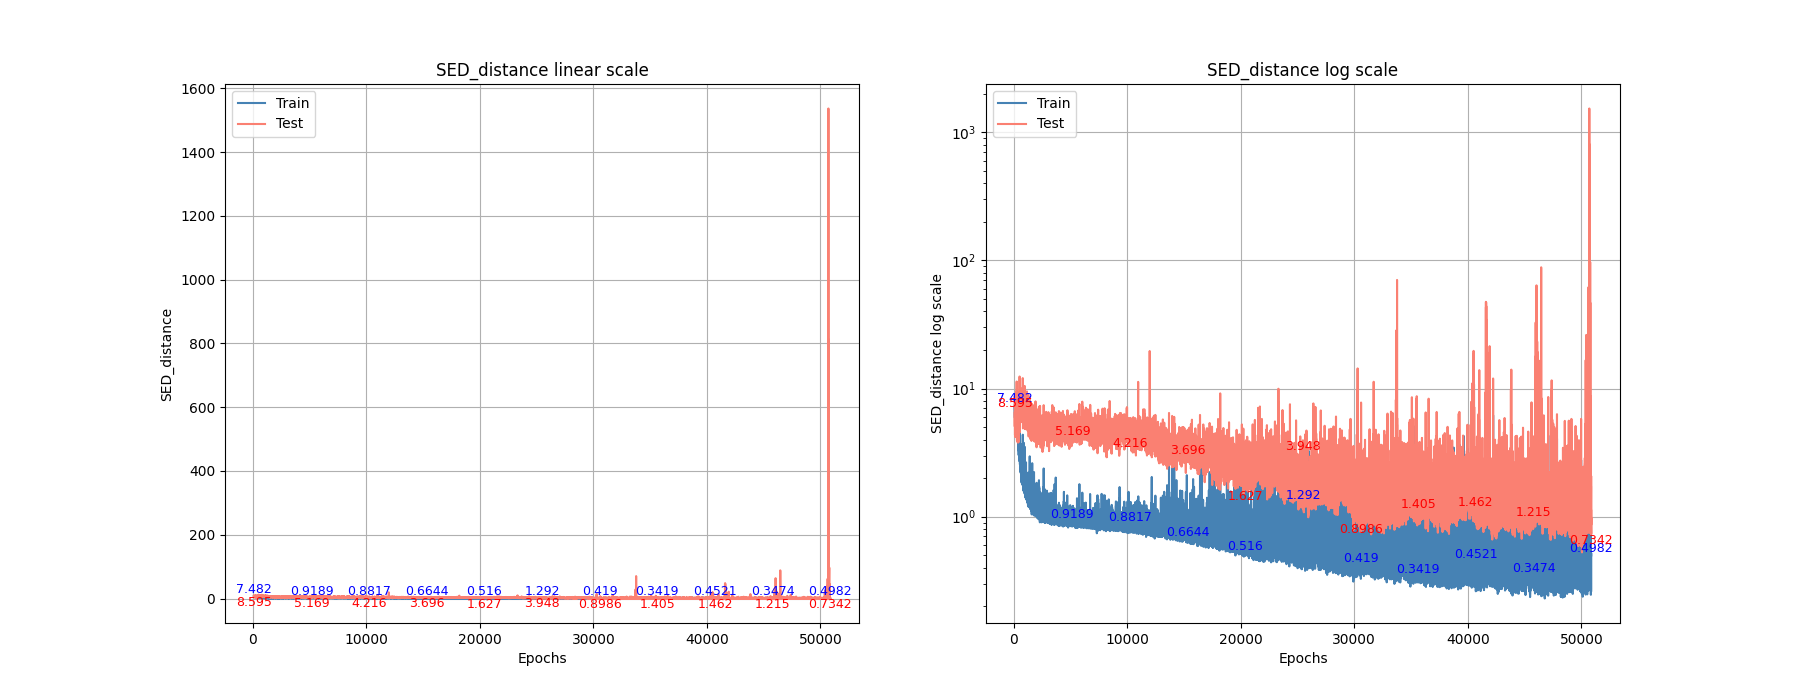 SED_distance linear scale
Train
Test
1600
1400
1200
1000
800
600
400
200
0
SED_distance
7.482 0.9189 0.8817 0.6644 0.516 1.292 0.419 0.3419 0.4521 0.3474 0.4982
8.595 5.169 4.216 3.696 1.627 3.948 0.8986 1.405 1.462 1.215 0.7342
0 10000 20000 30000 40000 50000
Epochs
SED_distance log scale
Train
Test
10³
10²
10¹
10⁰
SED_distance log scale
7.482 0.9189 0.8817 0.6644 0.516 1.292 0.419 0.3419 0.4521 0.3474 0.4982
8.595 5.169 4.216 3.696 1.627 3.948 0.8986 1.405 1.462 1.215 0.7342
0 10000 20000 30000 40000 50000
Epochs